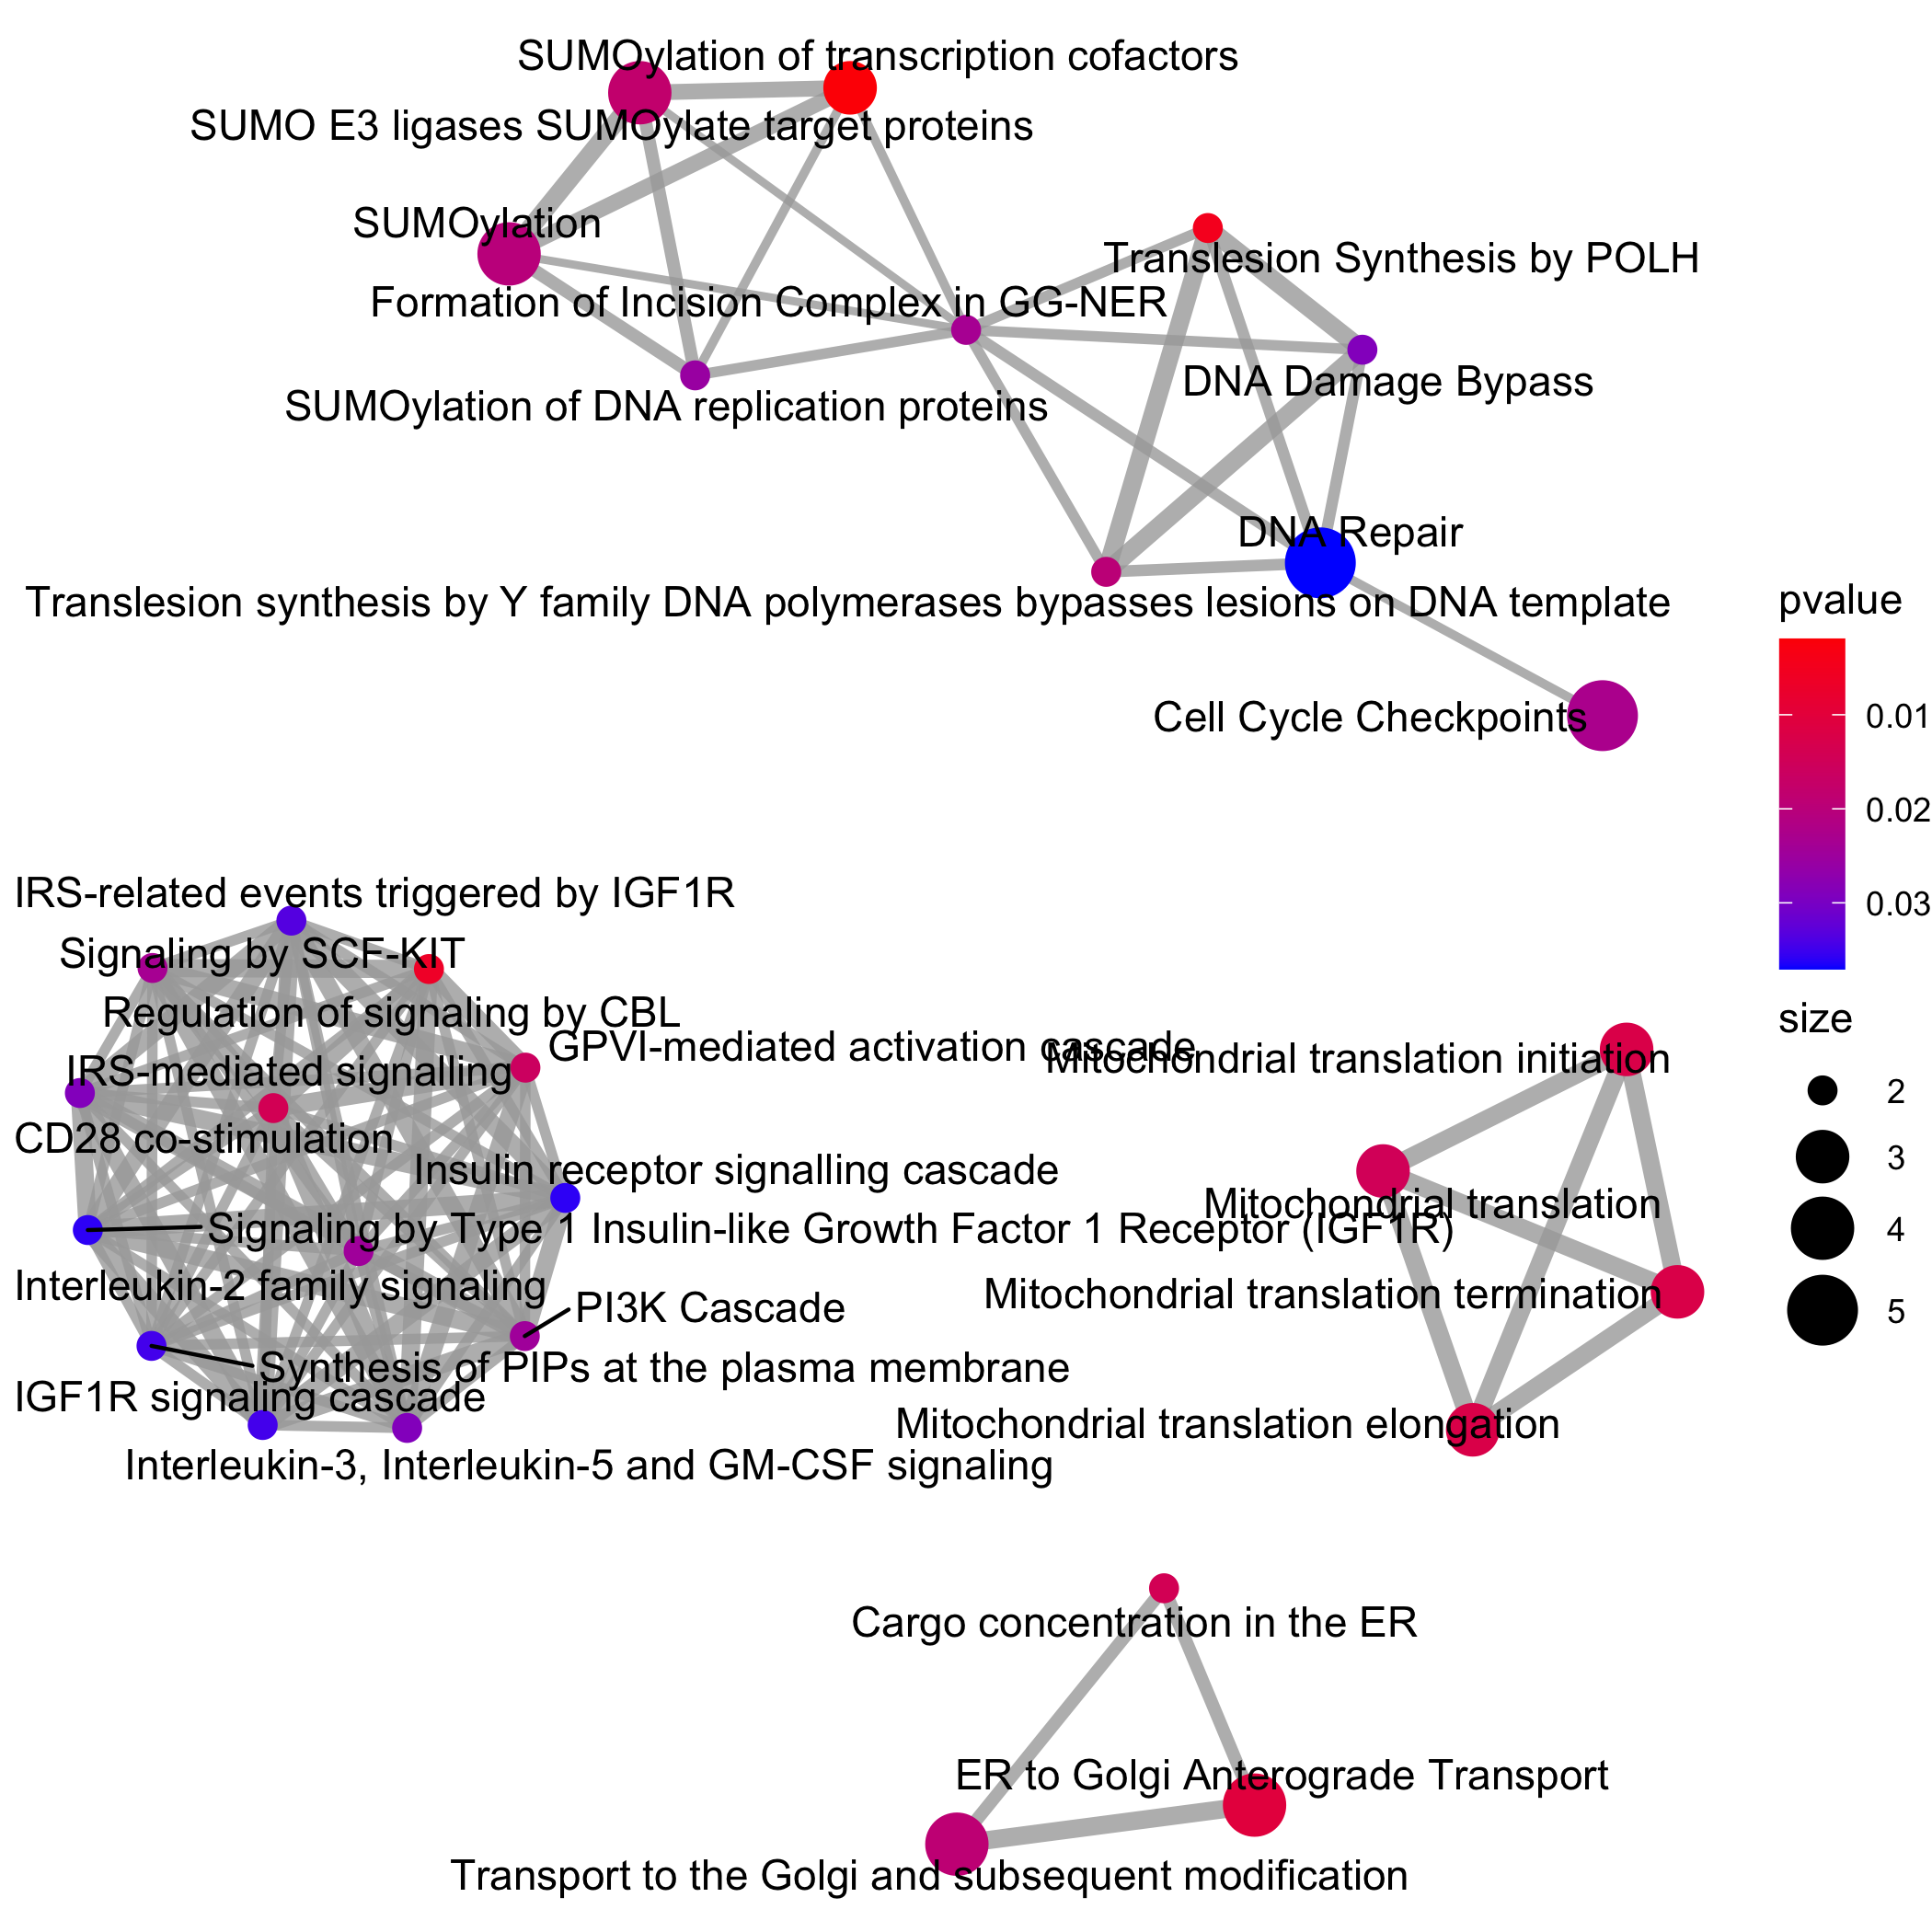 SUMOylation of transcription cofactors
SUMO E3 ligases SUMOylate target proteins
SUMOylation
Translesion Synthesis by POLH
Formation of Incision Complex in GG-NER
DNA Damage Bypass
SUMOylation of DNA replication proteins
DNA Repair
Translesion synthesis by Y family DNA polymerases bypasses lesions on DNA template
Cell Cycle Checkpoints
pvalue
0.01
0.02
0.03
IRS-related events triggered by IGF1R
Signaling by SCF-KIT
Regulation of signaling by CBL
GPVI-mediated activation cascade
Mitochondrial translation initiation
IRS-mediated signalling
CD28 co-stimulation
Insulin receptor signalling cascade
Mitochondrial translation
Signaling by Type 1 Insulin-like Growth Factor 1 Receptor (IGF1R)
Interleukin-2 family signaling
Mitochondrial translation termination
PI3K Cascade
Synthesis of PIPs at the plasma membrane
IGF1R signaling cascade
Mitochondrial translation elongation
Interleukin-3, Interleukin-5 and GM-CSF signaling
size
2
3
4
5
Cargo concentration in the ER
ER to Golgi Anterograde Transport
Transport to the Golgi and subsequent modification